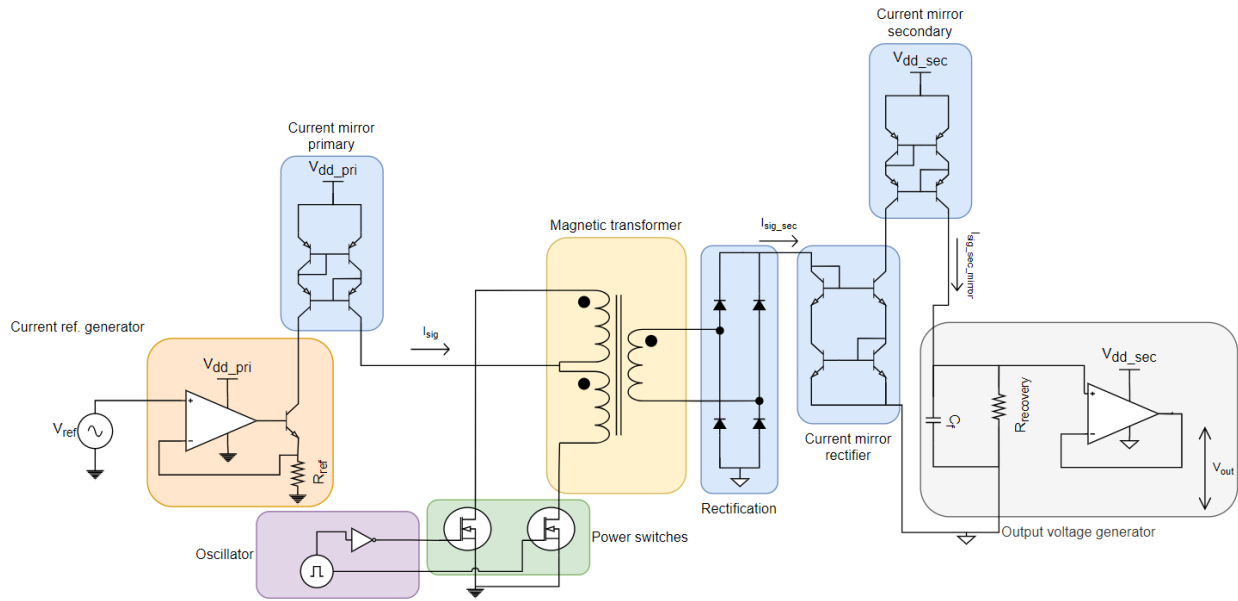 Current mirror
secondary
Vdd_sec
Current mirror
primary
Vdd_pri
Magnetic transformer
Isig_sec
Isig_sec_mirror
Current ref. generator
Isig
Vdd_pri
Vdd_sec
+
-
+
-
Vref
Rref
Cf
Rrecovery
Vout
Current mirror
rectifier
Rectification
Power switches
Output voltage generator
Oscillator